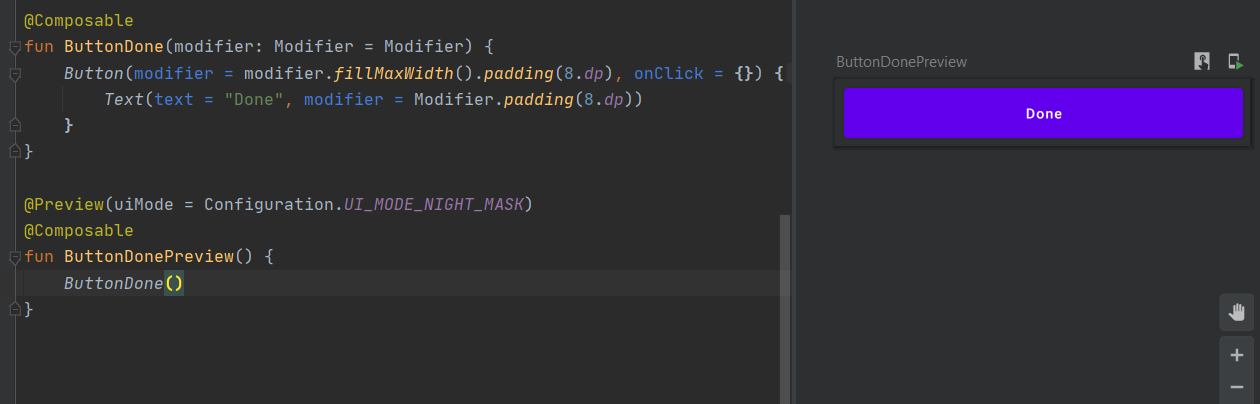 @Composable
fun ButtonDone(modifier: Modifier = Modifier) {
    Button(modifier = modifier.fillMaxWidth().padding(8.dp), onClick = {}) {
        Text(text = "Done", modifier = Modifier.padding(8.dp))
    }
}
@Preview(uiMode = Configuration.UI_MODE_NIGHT_MASK)
@Composable
fun ButtonDonePreview() {
    ButtonDone()
}
ButtonDonePreview
Done